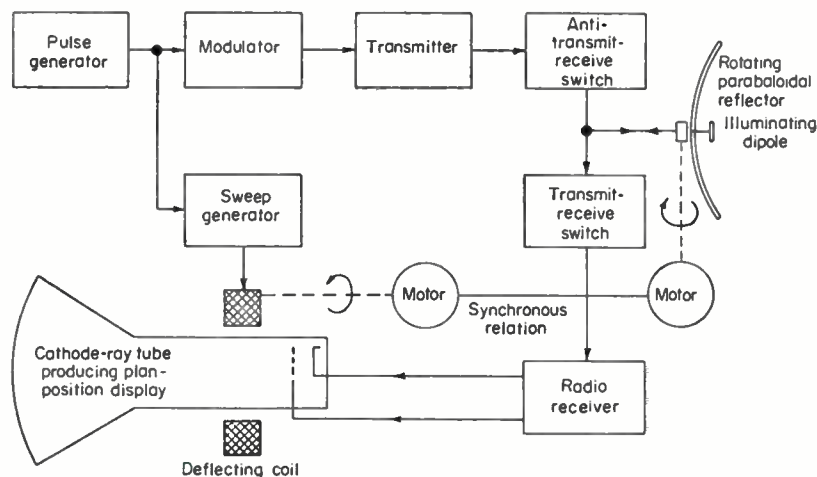 Pulse
generator
Modulator
Transmitter
Anti-
transmit-
receive
switch
Rotating
parabaloidal
reflector
Illuminating
dipole
Sweep
generator
Transmit-
receive
switch
Motor
Synchronous
relation
Motor
Cathode-ray tube
producing plan-
position display
Radio
receiver
Deflecting coil